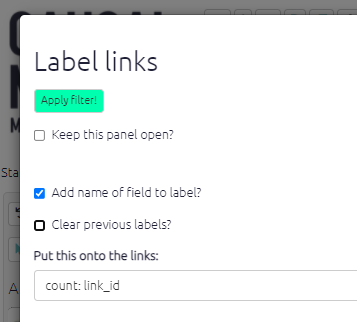 Label links
Apply filter!
Keep this panel open?
Sta
Add name of field to label?
Clear previous labels?
Put this onto the links:
count: link_id